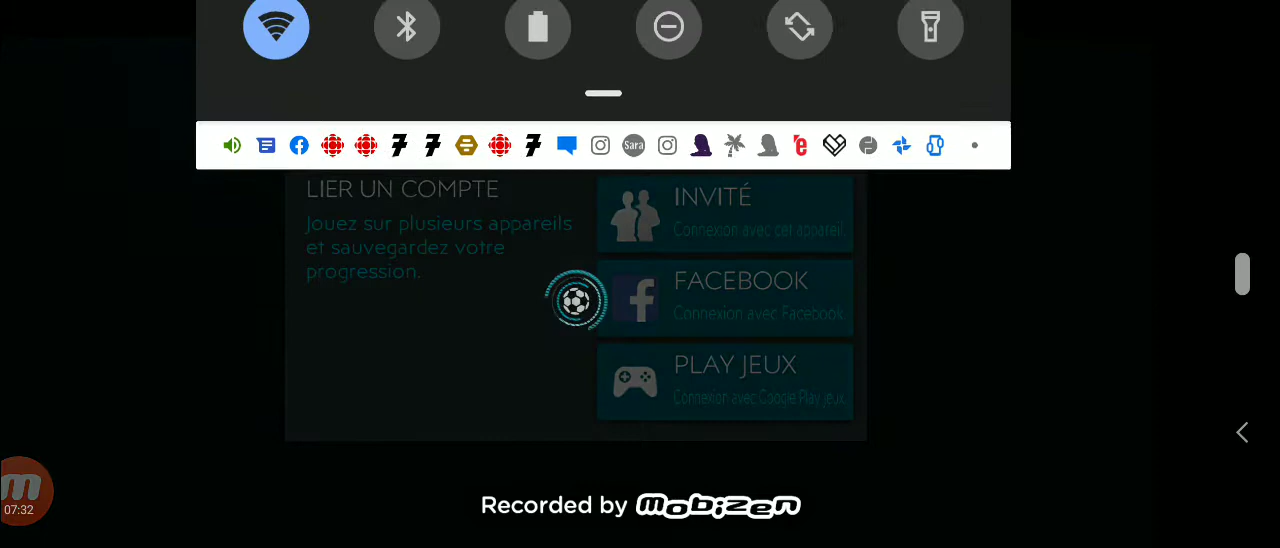 Sara
LIER UN COMPTE
Jouez sur plusieurs appareils
et sauvegardez votre
progression.
INVITÉ
Connexion avec cet appareil.
FACEBOOK
Connexion avec Facebook.
PLAY JEUX
Connexion avec Google Play Jeux.
07:32
Recorded by mobizen